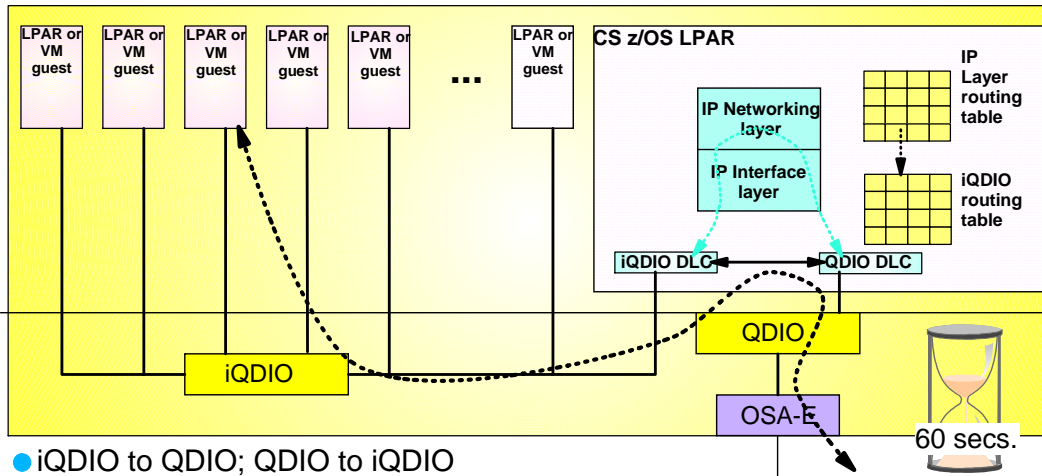 LPAR or
VM
guest
LPAR or
VM
guest
LPAR or
VM
guest
LPAR or
VM
guest
LPAR or
VM
guest
...
LPAR or
VM
guest
CS z/OS LPAR
IP
Layer
routing
table
IP Networking
layer
IP Interface
layer
iQDIO
routing
table
iQDIO DLC
QDIO DLC
QDIO
iQDIO
OSA-E
60 secs.
iQDIO to QDIO; QDIO to iQDIO